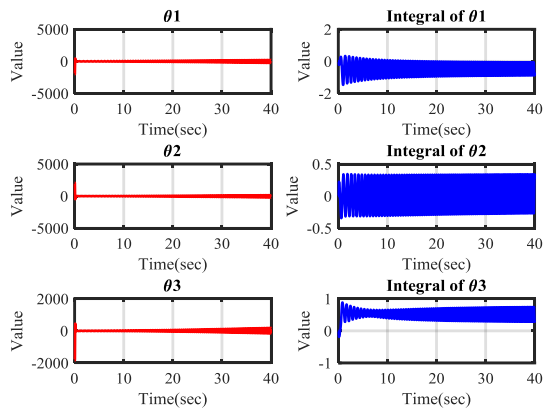 θ1
5000
0
-5000
Value
0 10 20 30 40
Time(sec)
Integral of θ1
2
0
-2
Value
0 10 20 30 40
Time(sec)
θ2
5000
0
-5000
Value
0 10 20 30 40
Time(sec)
Integral of θ2
0.5
0
-0.5
Value
0 10 20 30 40
Time(sec)
θ3
2000
0
-2000
Value
0 10 20 30 40
Time(sec)
Integral of θ3
1
0
-1
Value
0 10 20 30 40
Time(sec)